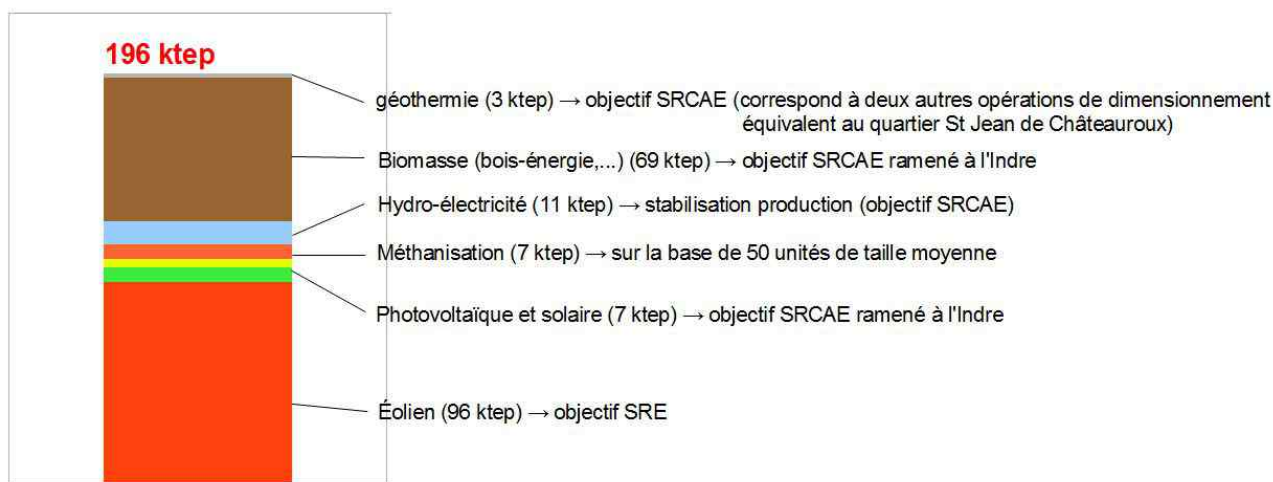 196 ktep
géothermie (3 ktep) → objectif SRCAE (correspond à deux autres opérations de dimensionnement
équivalent au quartier St Jean de Châteauroux)
Biomasse (bois-énergie,...) (69 ktep) → objectif SRCAE ramené à l'Indre
Hydro-électricité (11 ktep) → stabilisation production (objectif SRCAE)
Méthanisation (7 ktep) → sur la base de 50 unités de taille moyenne
Photovoltaïque et solaire (7 ktep) → objectif SRCAE ramené à l'Indre
Éolien (96 ktep) → objectif SRE